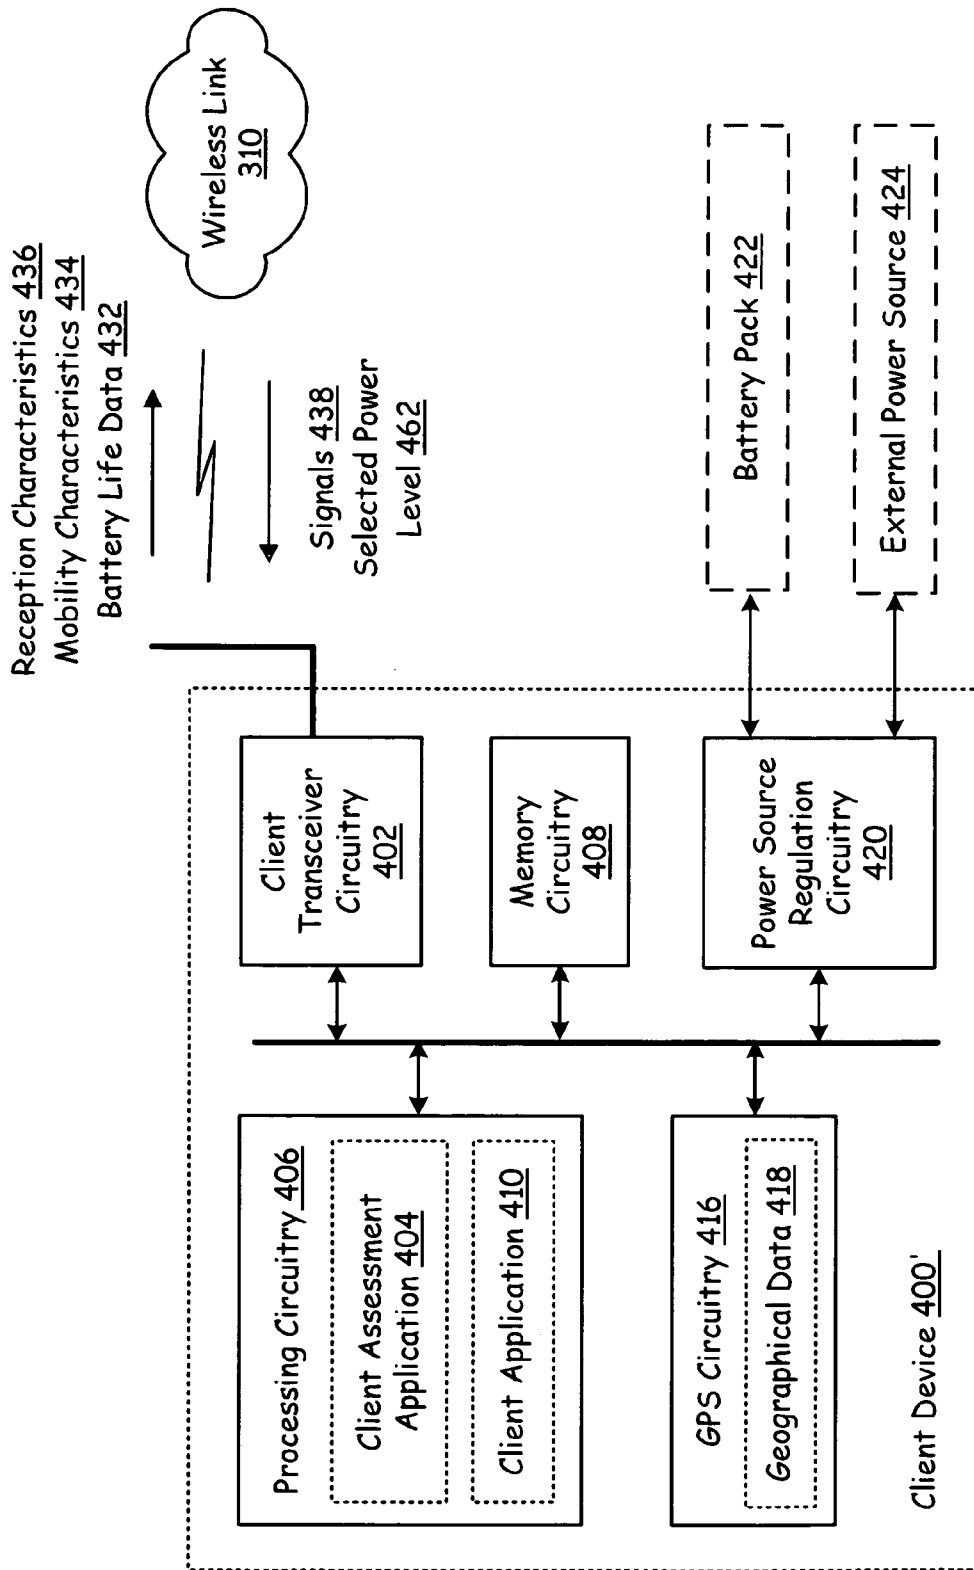 Reception Characteristics 436
Mobility Characteristics 434
Battery Life Data 432
Wireless Link
310
Signals 438
Selected Power
Level 462
Client
Transceiver
Circuitry
402
Memory
Circuitry
408
Power Source
Regulation
Circuitry
420
Battery Pack 422
External Power Source 424
Processing Circuitry 406
Client Assessment
Application 404
Client Application 410
GPS Circuitry 416
Geographical Data 418
Client Device 400'